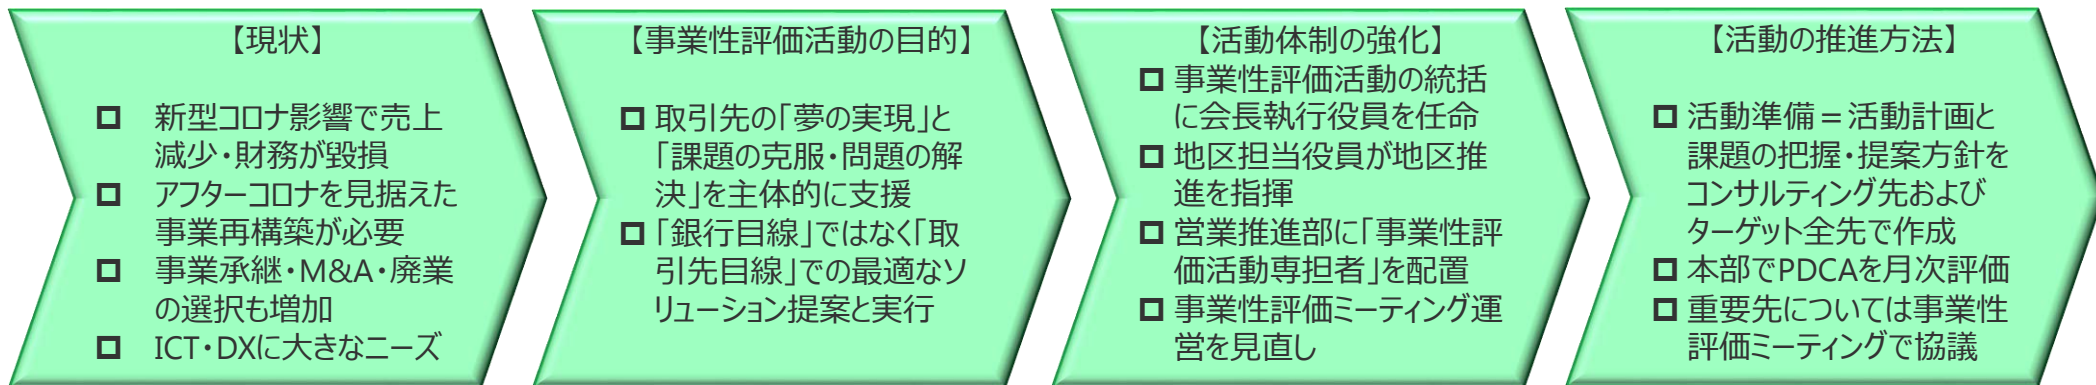 【現状】
新型コロナ影響で売上
減少・財務が毀損
アフターコロナを見据えた
事業再構築が必要
事業承継・M&A・廃業
の選択も増加
ICT・DXに大きなニーズ
【事業性評価活動の目的】
取引先の「夢の実現」と
「課題の克服・問題の解
決」を主体的に支援
「銀行目線」ではなく「取
引先目線」での最適なソ
リューション提案と実行
【活動体制の強化】
事業性評価活動の統括
に会長執行役員を任命
地区担当役員が地区推
進を指揮
営業推進部に「事業性評
価活動専担者」を配置
事業性評価ミーティング運
営を見直し
【活動の推進方法】
活動準備＝活動計画と
課題の把握・提案方針を
コンサルティング先および
ターゲット全先で作成
本部でPDCAを月次評価
重要先については事業性
評価ミーティングで協議